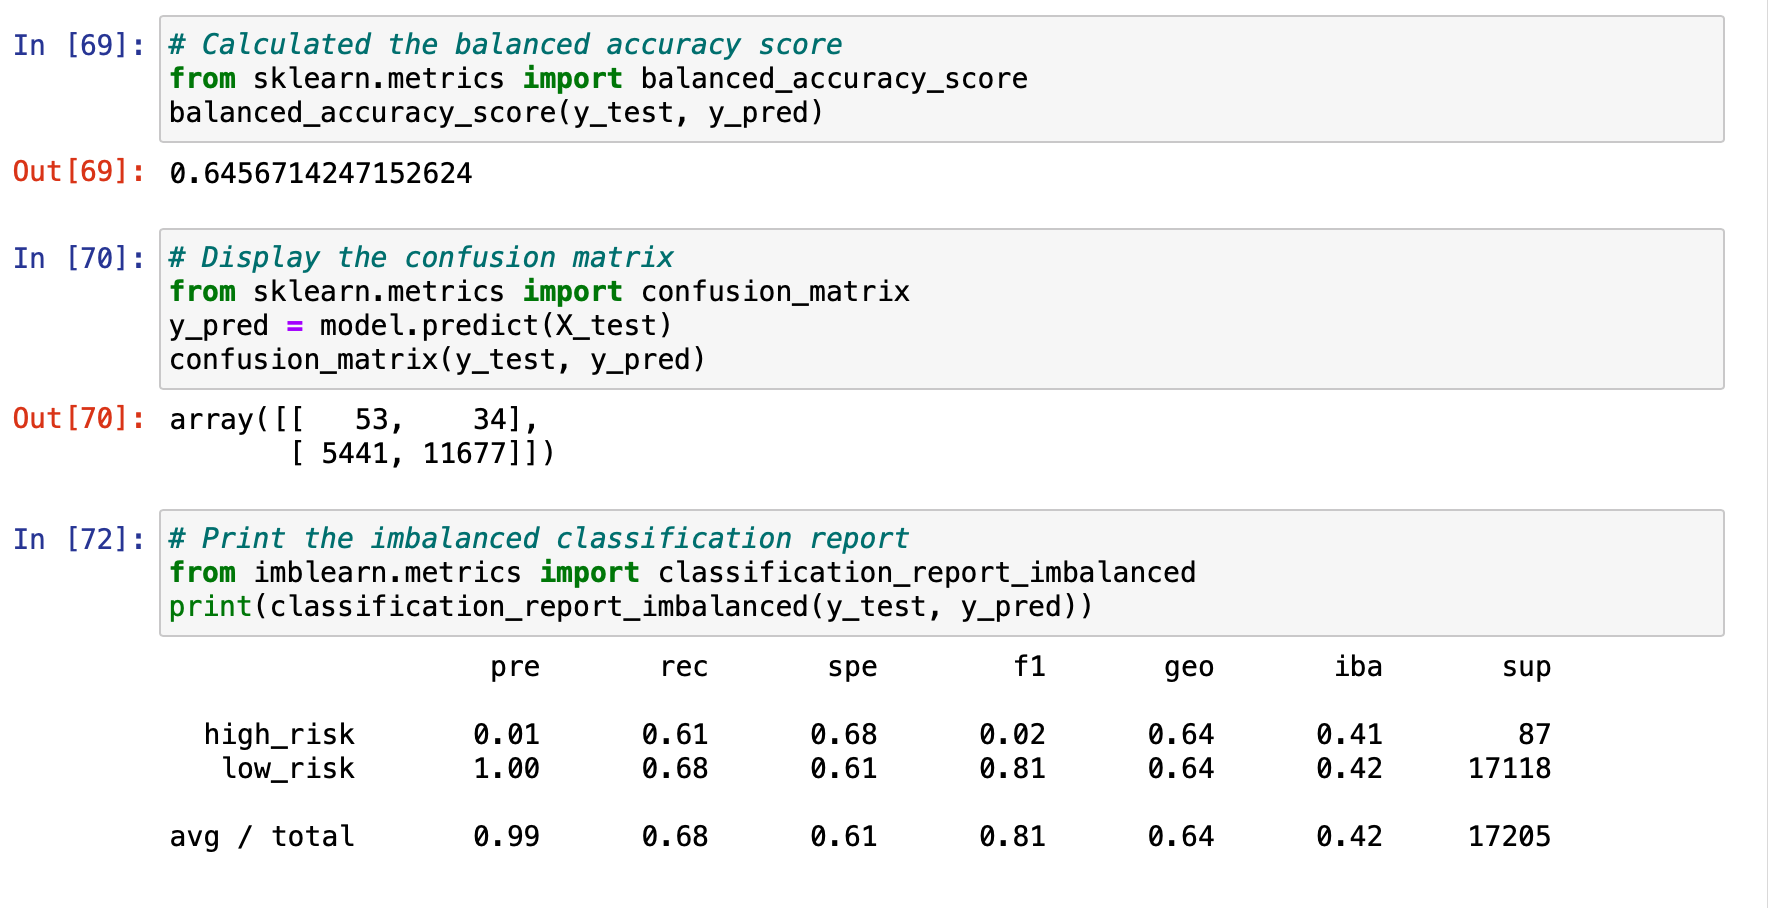 In [69]: # Calculated the balanced accuracy score
from sklearn.metrics import balanced_accuracy_score
balanced_accuracy_score(y_test, y_pred)
Out[69]: 0.6456714247152624
In [70]: # Display the confusion matrix
from sklearn.metrics import confusion_matrix
y_pred = model.predict(X_test)
confusion_matrix(y_test, y_pred)
Out[70]: array([[   53,    34],
       [ 5441, 11677]])
In [72]: # Print the imbalanced classification report
from imblearn.metrics import classification_report_imbalanced
print(classification_report_imbalanced(y_test, y_pred))
                   pre       rec       spe        f1       geo       iba       sup
  high_risk       0.01      0.61      0.68      0.02      0.64      0.41        87
   low_risk       1.00      0.68      0.61      0.81      0.64      0.42     17118
avg / total       0.99      0.68      0.61      0.81      0.64      0.42     17205